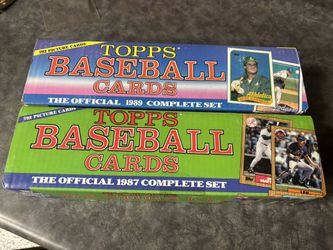 792 PICTURE CARDS
TOPPS
BASEBALL
CARDS
THE OFFICIAL 1989 COMPLETE SET
792 PICTURE CARDS
TOPPS
BASEBALL
CARDS
THE OFFICIAL 1987 COMPLETE SET